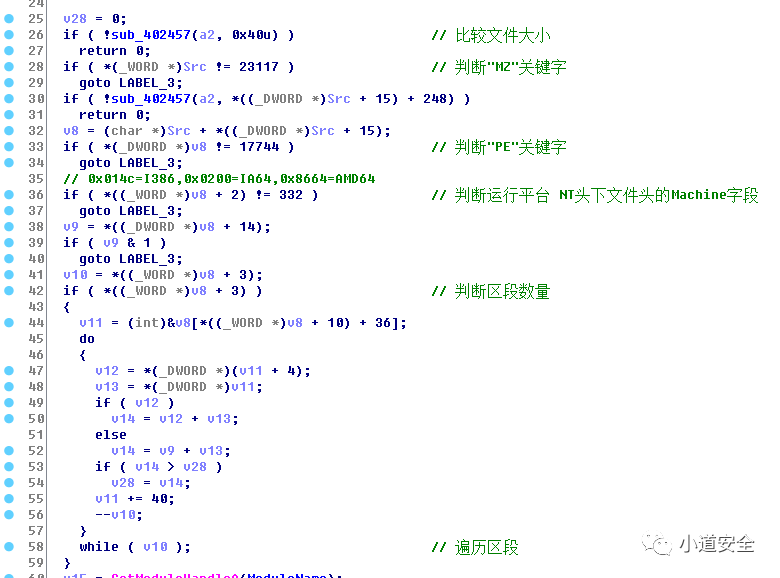 24
25 v28 = 0;
26 if ( !sub_402457(a2, 0x40u) ) // 比较文件大小
27 return 0;
28 if ( *(_WORD *)Src != 23117 ) // 判断"MZ"关键字
29 goto LABEL_3;
30 if ( !sub_402457(a2, *((_DWORD *)Src + 15) + 248) )
31 return 0;
32 v8 = (char *)Src + *((_DWORD *)Src + 15);
33 if ( *(_DWORD *)v8 != 17744 ) // 判断"PE"关键字
34 goto LABEL_3;
35 // 0x014c=I386,0x0200=IA64,0x8664=AMD64
36 if ( *((_WORD *)v8 + 2) != 332 ) // 判断运行平台 NT头下文件头的Machine字段
37 goto LABEL_3;
38 v9 = *((_DWORD *)v8 + 14);
39 if ( v9 & 1 )
40 goto LABEL_3;
41 v10 = *((_WORD *)v8 + 3);
42 if ( *((_WORD *)v8 + 3) ) // 判断区段数量
43 {
44 v11 = (int)&v8[*((_WORD *)v8 + 10) + 36];
45 do
46 {
47 v12 = *(_DWORD *)(v11 + 4);
48 v13 = *(_DWORD *)v11;
49 if ( v12 )
50 v14 = v12 + v13;
51 else
52 v14 = v9 + v13;
53 if ( v14 > v28 )
54 v28 = v14;
55 v11 += 40;
56 --v10;
57 }
58 while ( v10 ); // 遍历区段
59 }
60 v15 = GetModuleHandleA(ModuleName);
小道安全